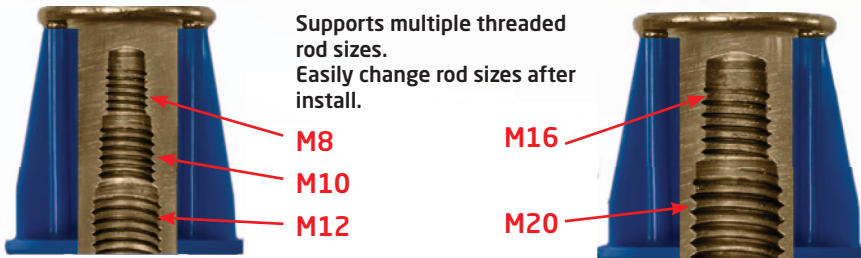 Supports multiple threaded
rod sizes.
Easily change rod sizes after
install.
M8
M10
M12
M16
M20